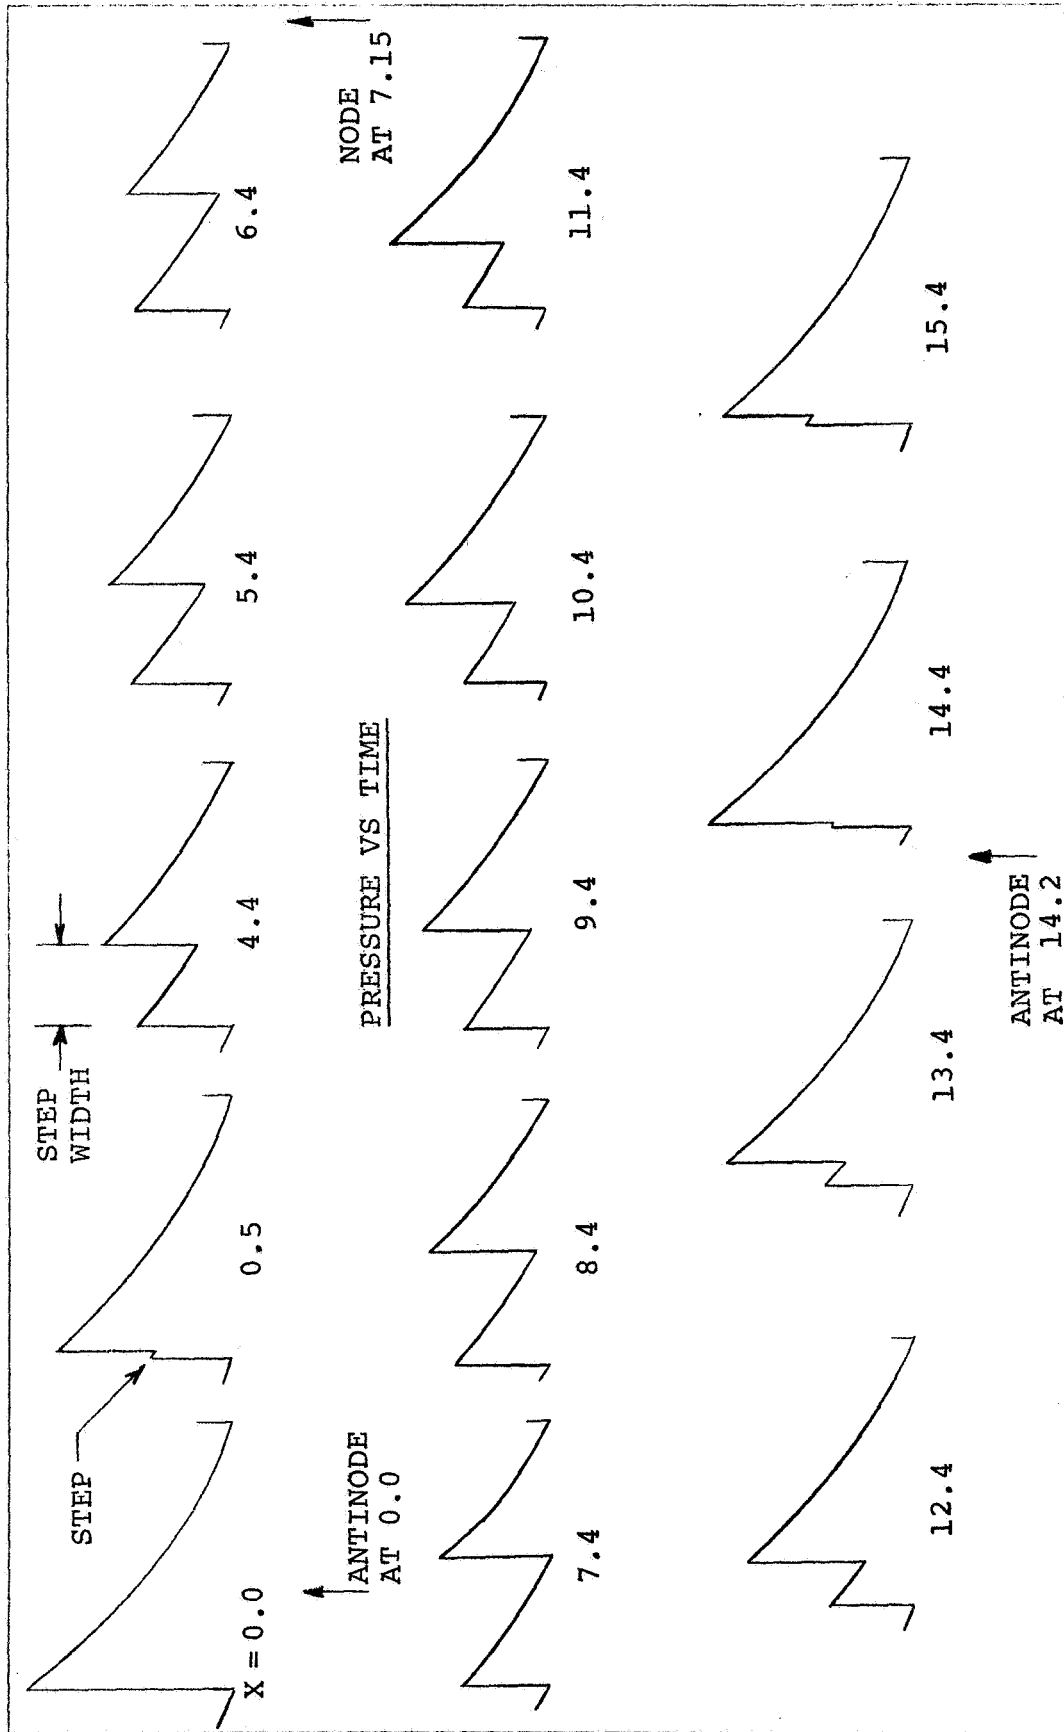 STEP
WIDTH
STEP
X = 0.0
0.5
4.4
5.4
6.4
ANTINODE
AT 0.0
PRESSURE VS TIME
NODE
AT 7.15
7.4
8.4
9.4
10.4
11.4
12.4
13.4
14.4
15.4
ANTINODE
AT 14.2